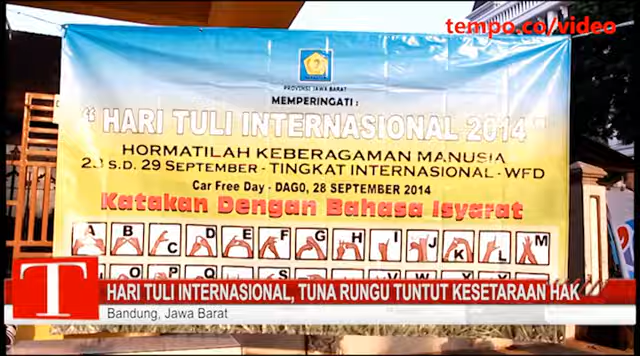 tempo.co/video
PROVINSI JAWA BARAT
MEMPERINGATI :
"HARI TULI INTERNASIONAL 2014"
HORMATILAH KEBERAGAMAN MANUSIA
23 S.D. 29 SEPTEMBER - TINGKAT INTERNASIONAL - WFD
Car Free Day - DAGO, 28 SEPTEMBER 2014
Katakan Dengan Bahasa Isyarat
A B C D E F G H I J K L M
O P Q
T HARI TULI INTERNASIONAL, TUNA RUNGU TUNTUT KESETARAAN HAK
Bandung, Jawa Barat